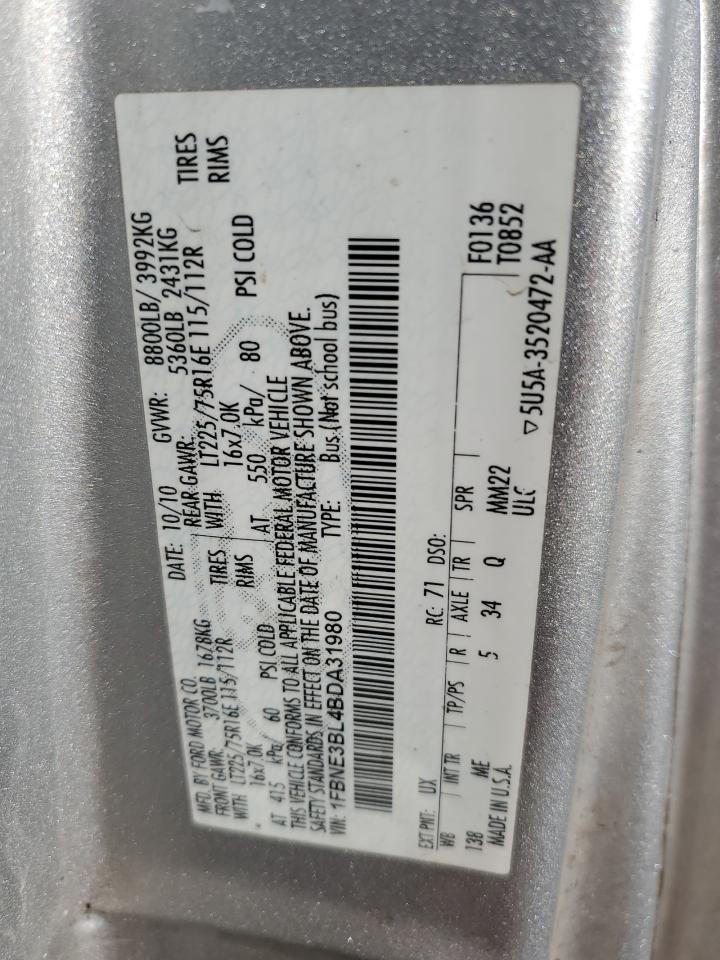 MFD. BY FORD MOTOR CO. DATE: 10/10 GVWR: 8800LB/ 3992KG
FRONT GAWR: 3700LB 1678KG REAR GAWR: 5360LB 2431KG
WITH LT225/75R16E 115/112R TIRES WITH LT225/75R16E 115/112R TIRES
16x7.0K RIMS 16x7.0K RIMS
AT 415 kPa/ 60 PSI COLD AT 550 kPa/ 80 PSI COLD
THIS VEHICLE CONFORMS TO ALL APPLICABLE FEDERAL MOTOR VEHICLE
SAFETY STANDARDS IN EFFECT ON THE DATE OF MANUFACTURE SHOWN ABOVE.
VIN: 1FBNE3BL4BDA31980 TYPE: Bus (Not school bus)
F0136
T0852
EXT PNT: UX RC: 71 DSO:
WB INT TR TP/PS R AXLE TR SPR
138 ME 5 34 Q MM22
MADE IN U.S.A. ULC ▽5U5A-3520472-AA